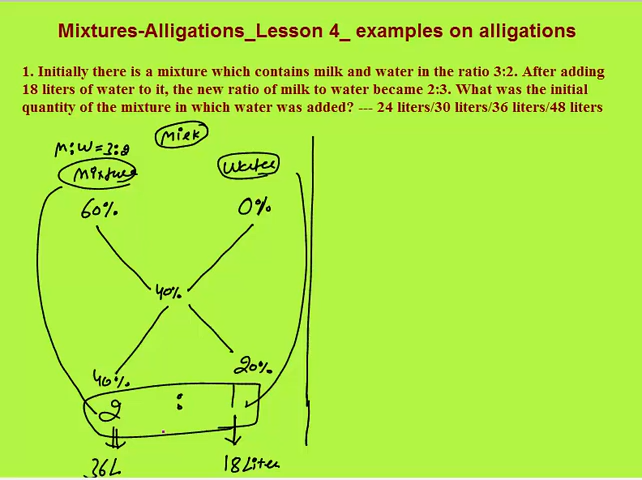 Mixtures-Alligations_Lesson 4_ examples on alligations
1. Initially there is a mixture which contains milk and water in the ratio 3:2. After adding
18 liters of water to it, the new ratio of milk to water became 2:3. What was the initial
quantity of the mixture in which water was added? --- 24 liters/30 liters/36 liters/48 liters
Milk
M:W=3:2
Mixture Water
60% 0%
40%
40% 20%
2 : 1
36L 18Liter